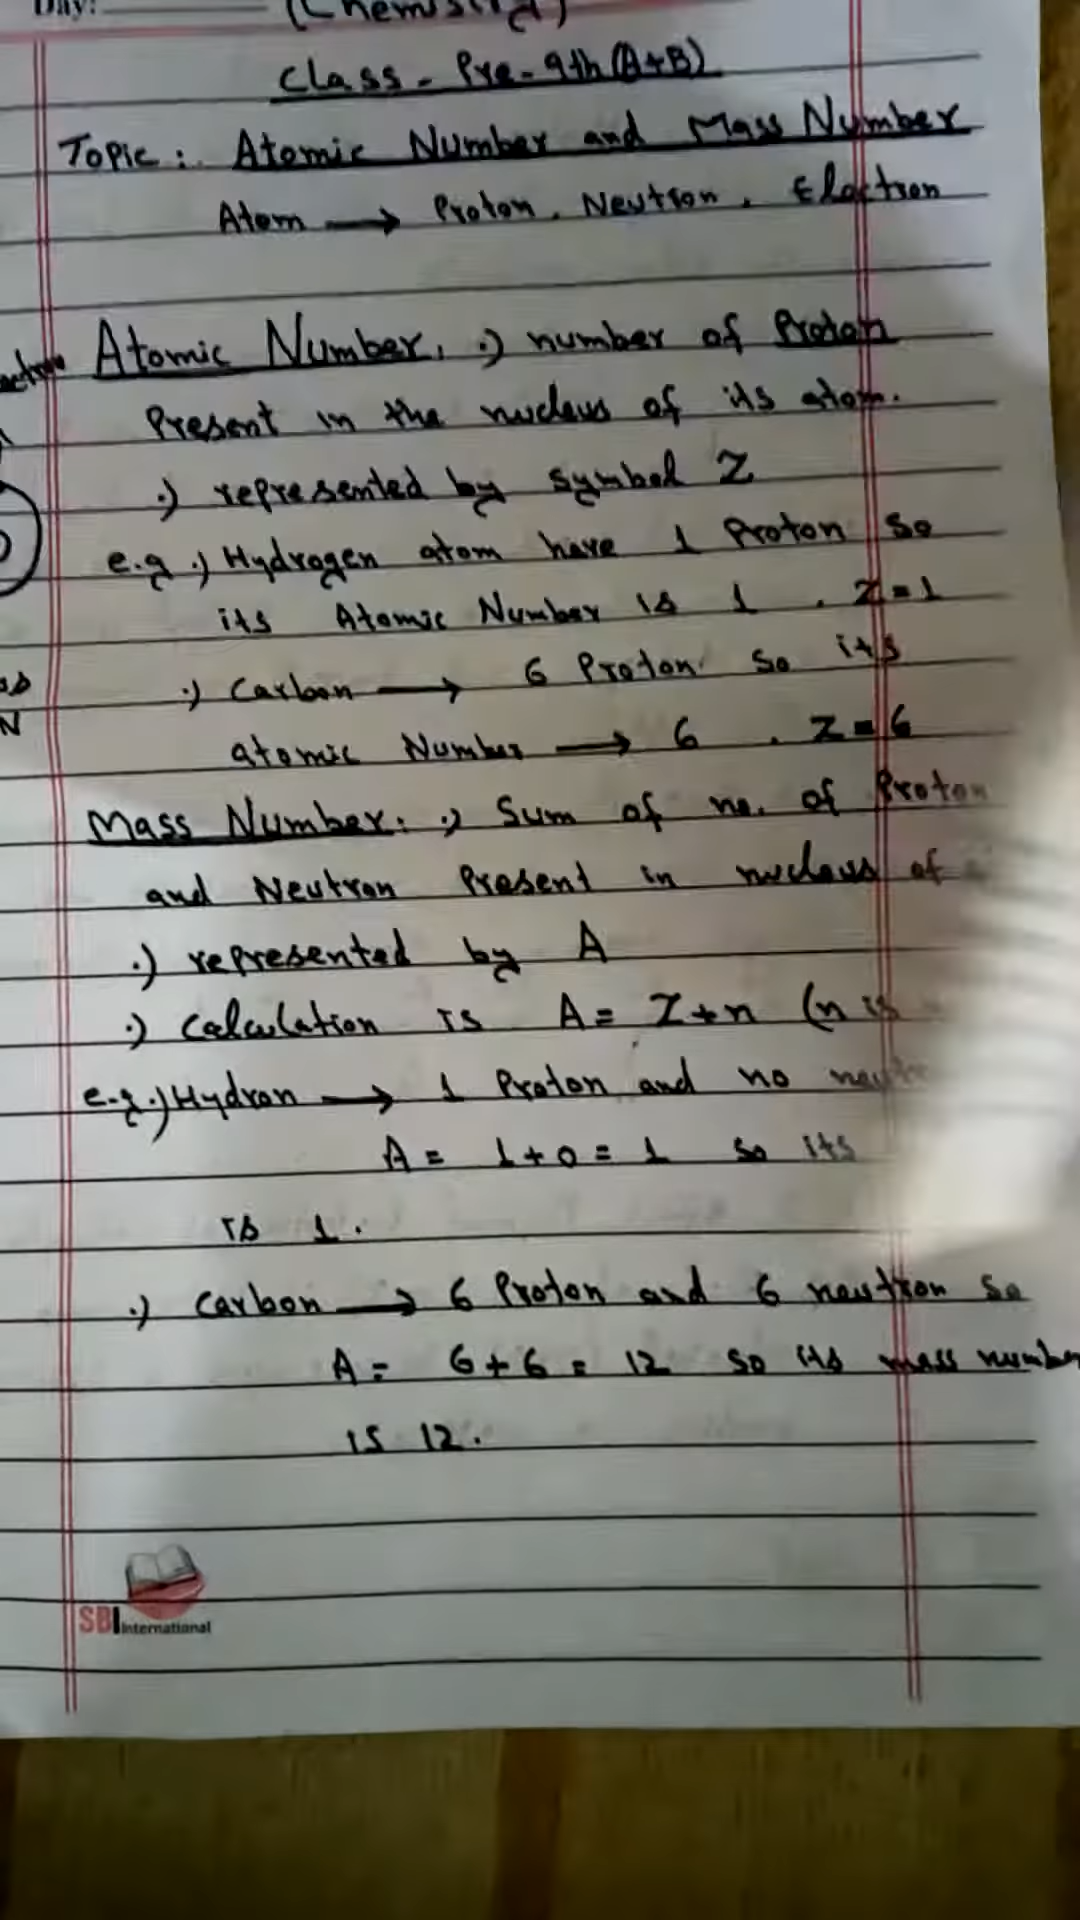 Day:
(Chemistry)
Class - Pre-9th (A+B)
Topic: Atomic Number and Mass Number
Atom → Proton, Neutron, Electron
Atomic Number, .) number of Proton
Present in the nucleus of its atom.
.) represented by symbol Z
e.g .) Hydrogen atom have 1 Proton so
its Atomic Number is 1 , Z=1
.) Carbon → 6 Proton so its
atomic Number → 6 , Z=6
Mass Number: .) Sum of no. of Proton
and Neutron Present in nucleus of
.) represented by A
.) Calculation is A= Z+n (n is
e.g.) Hydron → 1 Proton and no
A= 1+0=1 so its
is 1.
.) Carbon → 6 Proton and 6 neutron so
A= 6+6=12 so its mass number
is 12.
SBI International